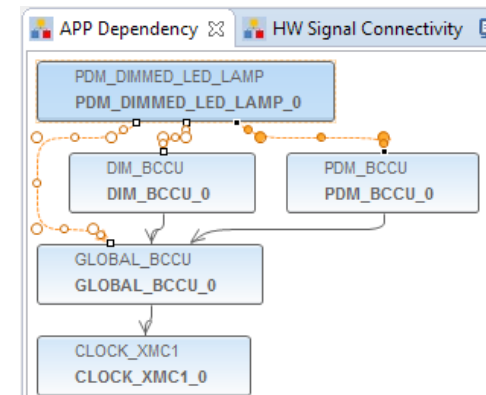 APP Dependency
HW Signal Connectivity
PDM_DIMMED_LED_LAMP
PDM_DIMMED_LED_LAMP_0
DIM_BCCU
DIM_BCCU_0
PDM_BCCU
PDM_BCCU_0
GLOBAL_BCCU
GLOBAL_BCCU_0
CLOCK_XMC1
CLOCK_XMC1_0